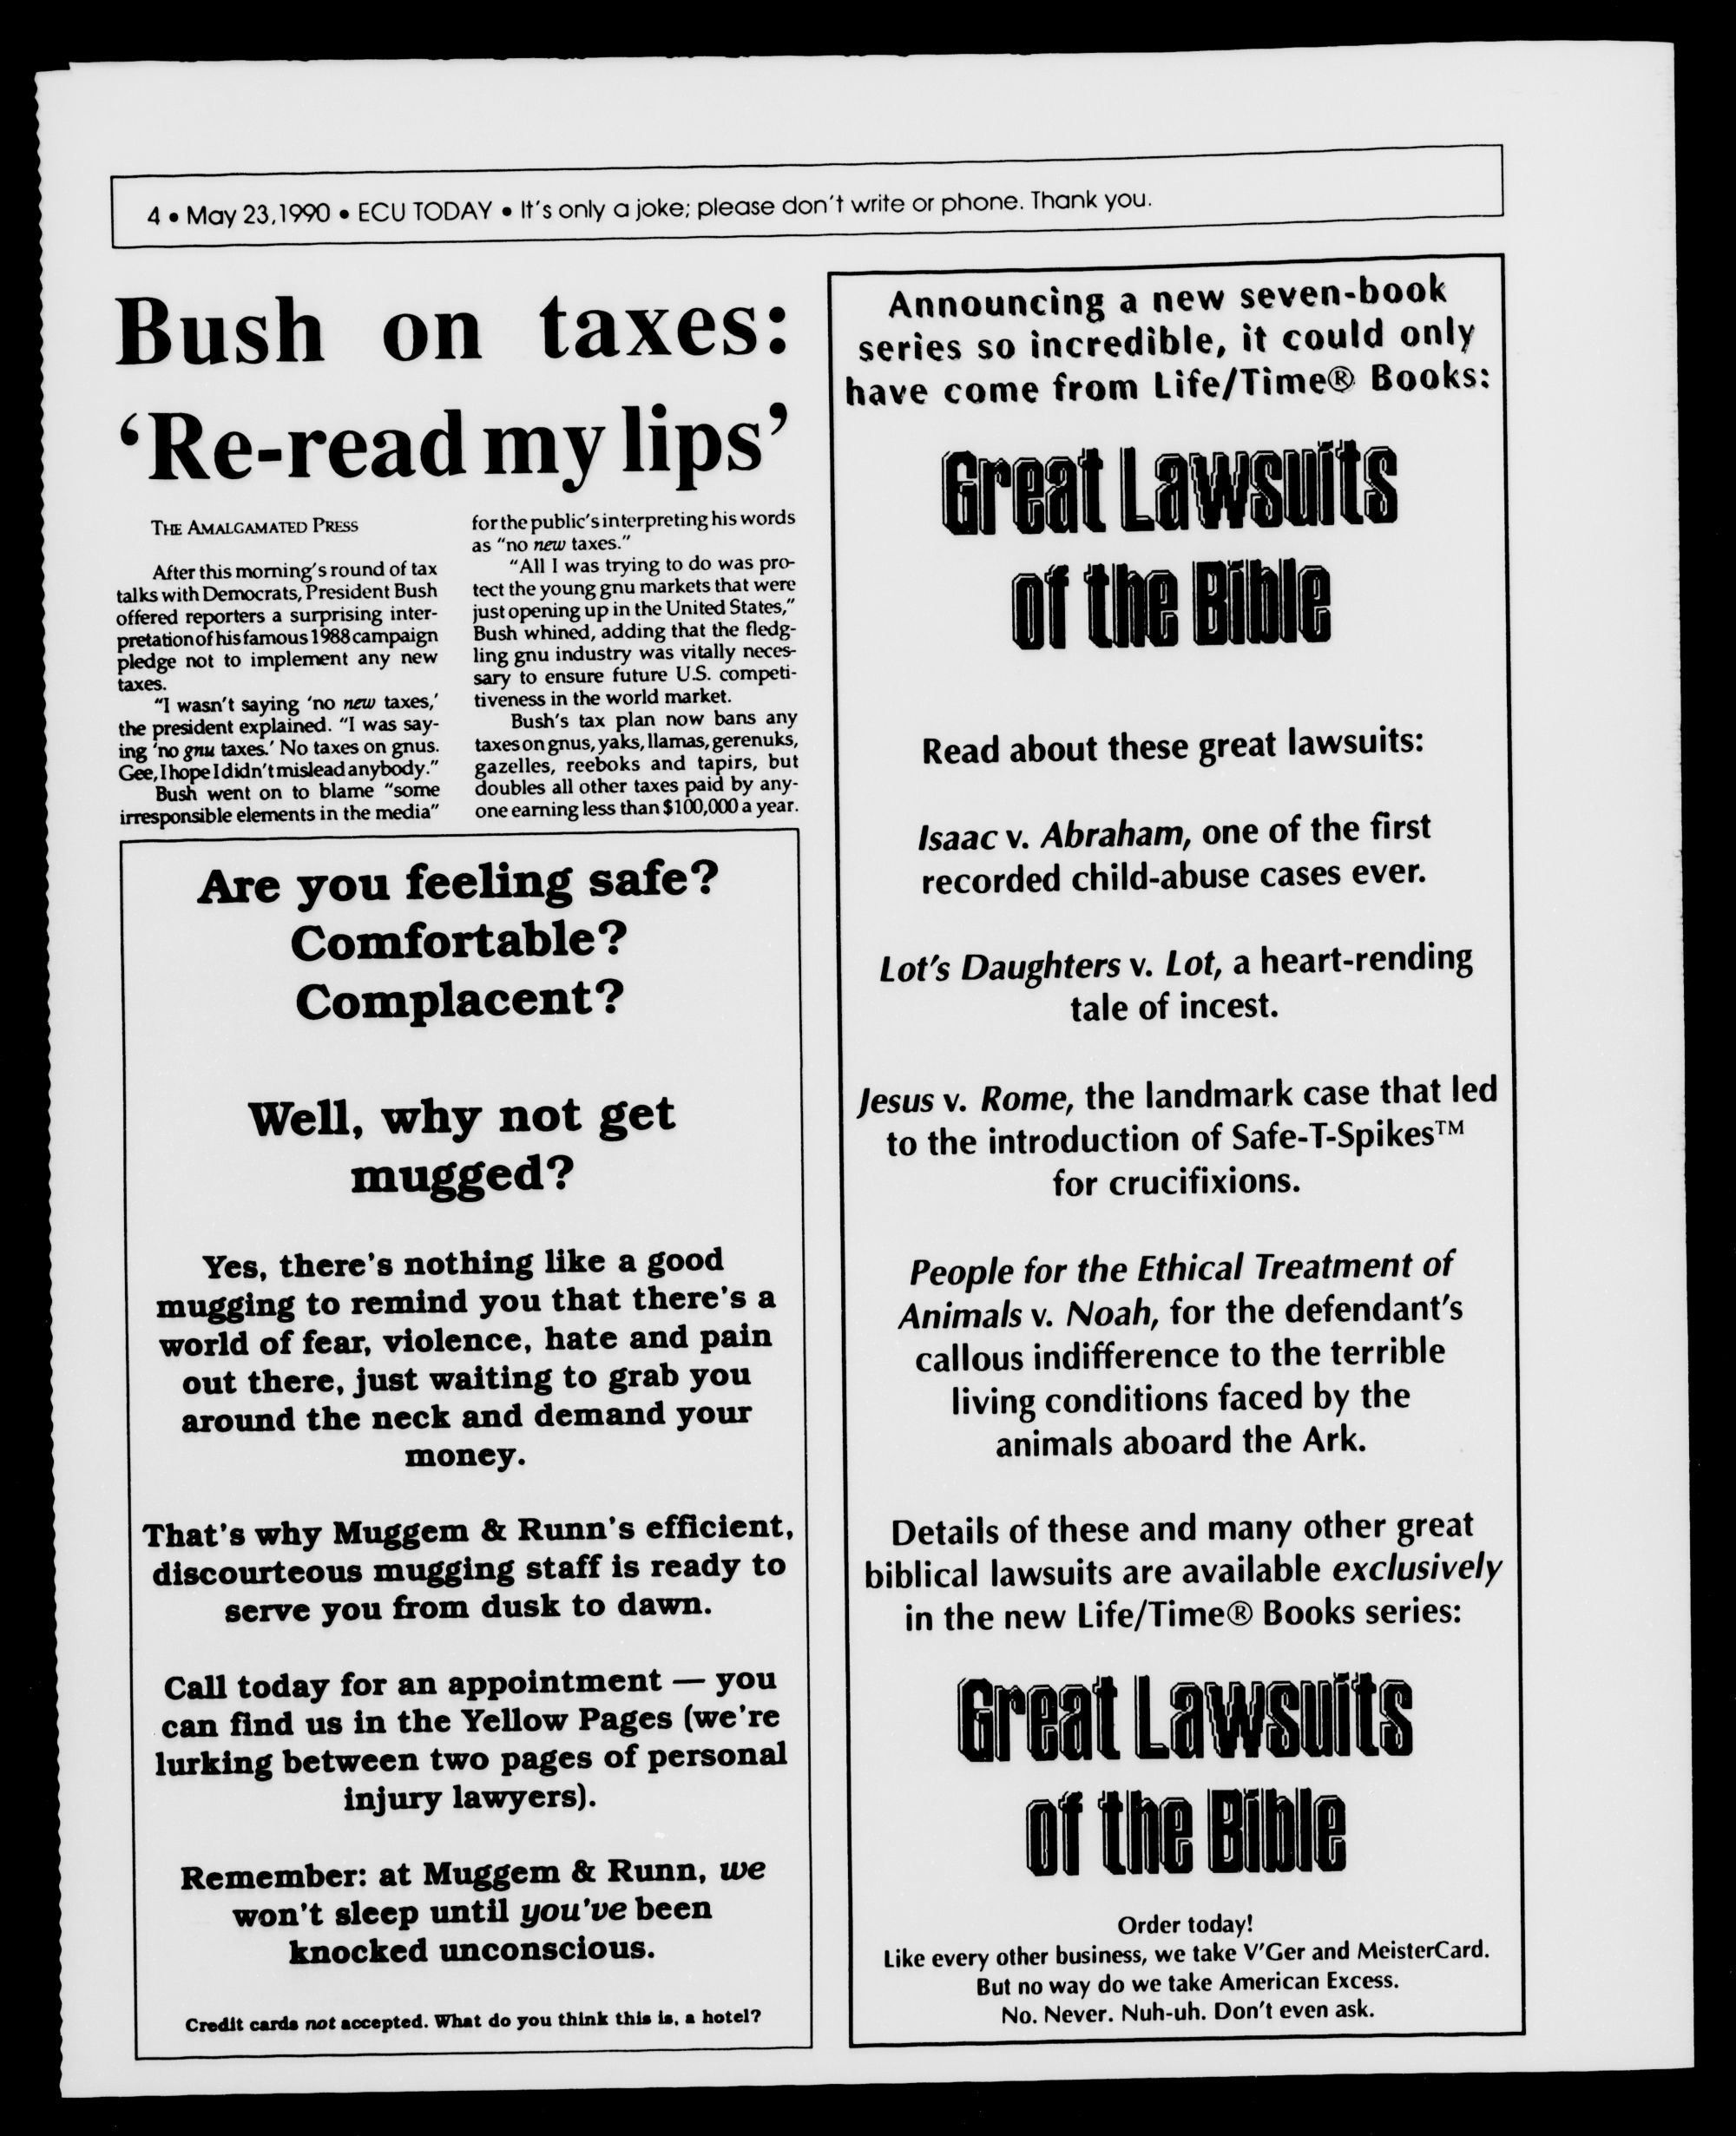 4 • May 23, 1990 • ECU TODAY • It's only a joke; please don't write or phone. Thank you.
Bush on taxes:
'Re-read my lips'
THE AMALGAMATED PRESS
After this morning's round of tax
talks with Democrats, President Bush
offered reporters a surprising inter-
pretation of his famous 1988 campaign
pledge not to implement any new
taxes.
"I wasn't saying 'no new taxes,'
the president explained. "I was say-
ing 'no gnu taxes.' No taxes on gnus.
Gee, I hope I didn't mislead anybody."
Bush went on to blame "some
irresponsible elements in the media"
for the public's interpreting his words
as "no new taxes."
"All I was trying to do was pro-
tect the young gnu markets that were
just opening up in the United States,"
Bush whined, adding that the fledg-
ling gnu industry was vitally neces-
sary to ensure future U.S. competi-
tiveness in the world market.
Bush's tax plan now bans any
taxes on gnus, yaks, llamas, gerenuks,
gazelles, reeboks and tapirs, but
doubles all other taxes paid by any-
one earning less than $100,000 a year.
Are you feeling safe?
Comfortable?
Complacent?
Well, why not get
mugged?
Yes, there's nothing like a good
mugging to remind you that there's a
world of fear, violence, hate and pain
out there, just waiting to grab you
around the neck and demand your
money.
That's why Muggem & Runn's efficient,
discourteous mugging staff is ready to
serve you from dusk to dawn.
Call today for an appointment — you
can find us in the Yellow Pages (we're
lurking between two pages of personal
injury lawyers).
Remember: at Muggem & Runn, we
won't sleep until you've been
knocked unconscious.
Credit cards not accepted. What do you think this is, a hotel?
Announcing a new seven-book
series so incredible, it could only
have come from Life/Time® Books:
Great Lawsuits
of the Bible
Read about these great lawsuits:
Isaac v. Abraham, one of the first
recorded child-abuse cases ever.
Lot's Daughters v. Lot, a heart-rending
tale of incest.
Jesus v. Rome, the landmark case that led
to the introduction of Safe-T-Spikes™
for crucifixions.
People for the Ethical Treatment of
Animals v. Noah, for the defendant's
callous indifference to the terrible
living conditions faced by the
animals aboard the Ark.
Details of these and many other great
biblical lawsuits are available exclusively
in the new Life/Time® Books series:
Great Lawsuits
of the Bible
Order today!
Like every other business, we take V'Ger and MeisterCard.
But no way do we take American Excess.
No. Never. Nuh-uh. Don't even ask.